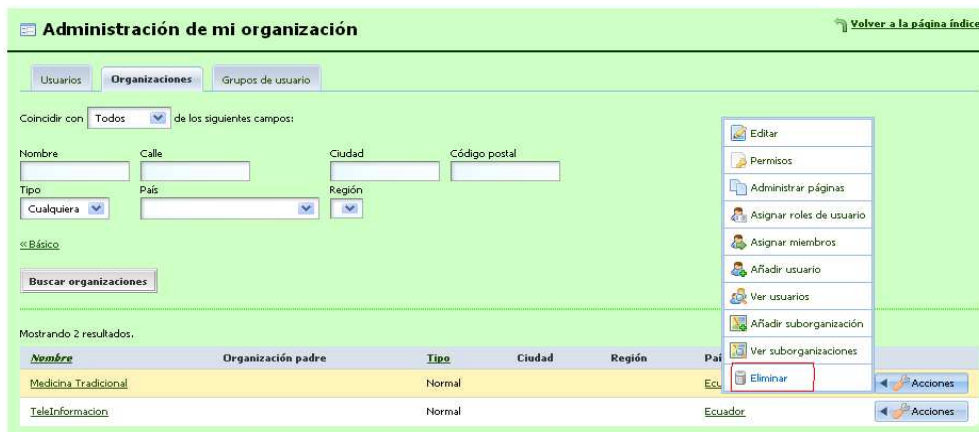 Administración de mi organización
Volver a la página índice
Usuarios Organizaciones Grupos de usuario
Coincidir con Todos de los siguientes campos:
Nombre Calle Ciudad Código postal
Tipo País Región
Cualquiera
«Básico
Buscar organizaciones
Editar
Permisos
Administrar páginas
Asignar roles de usuario
Asignar miembros
Añadir usuario
Ver usuarios
Añadir suborganización
Ver suborganizaciones
Eliminar
Mostrando 2 resultados.
Nombre Organización padre Tipo Ciudad Región Paí
Medicina Tradicional Normal Ecu Acciones
TeleInformacion Normal Ecuador Acciones